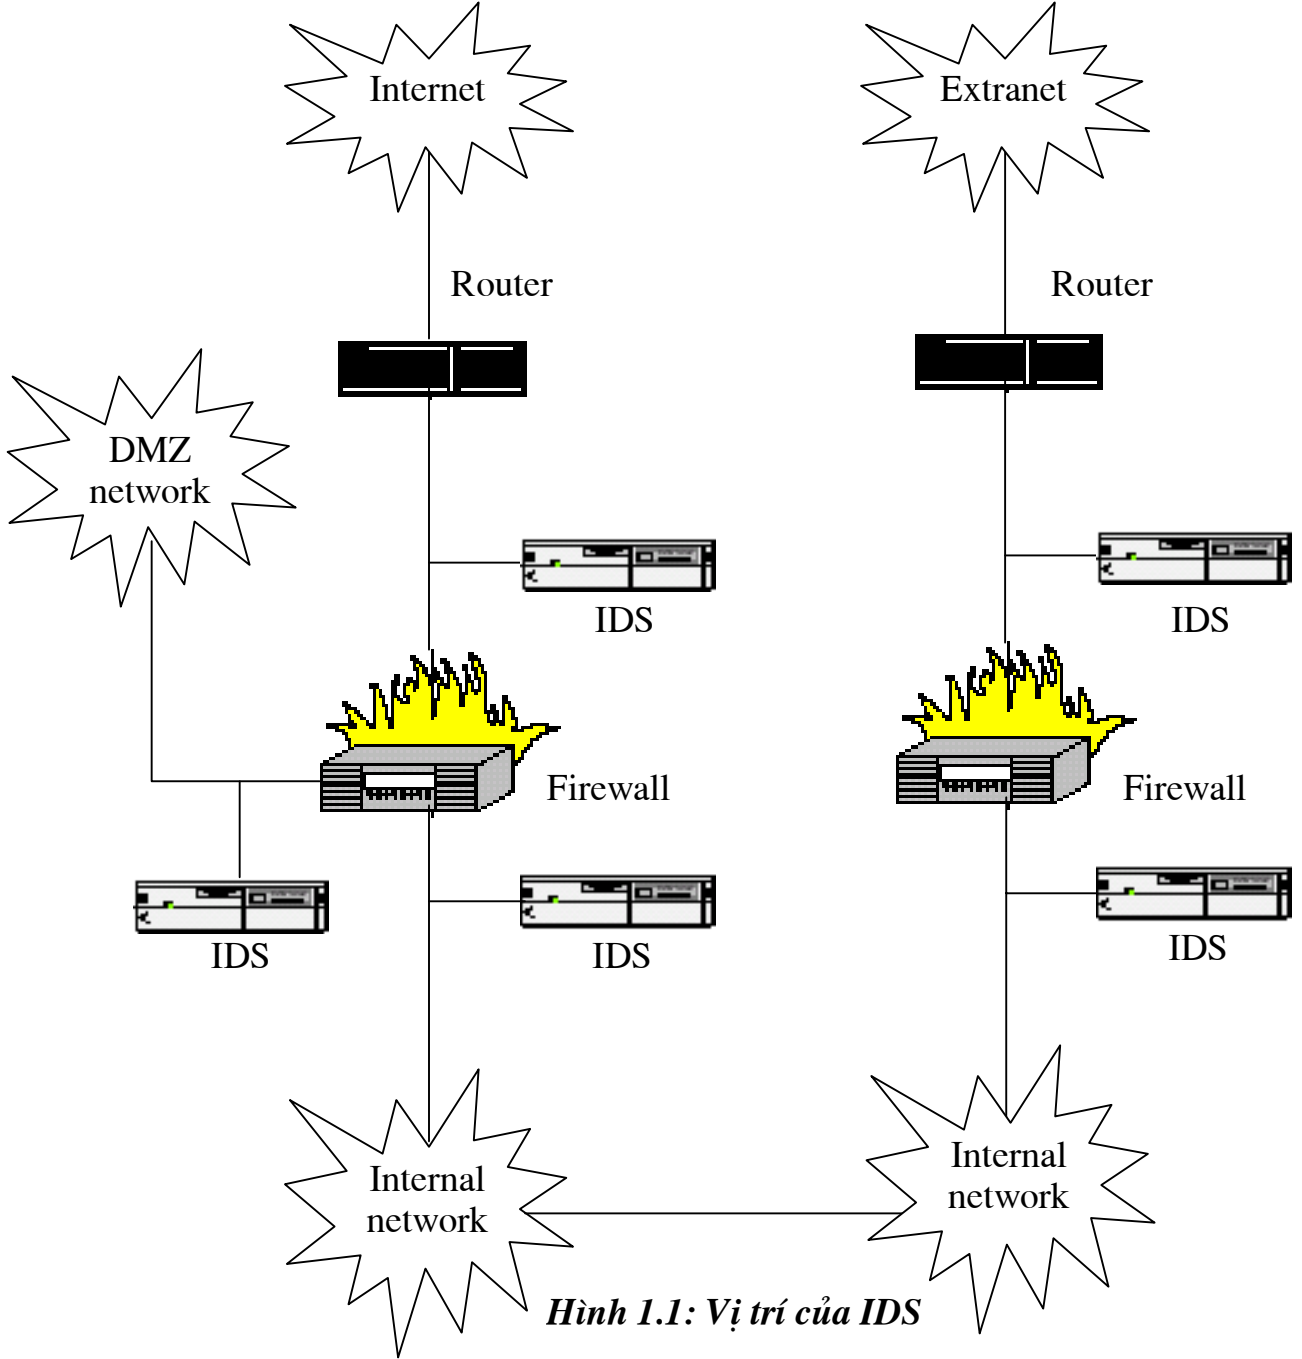 Internet
Extranet
Router
Router
DMZ
network
IDS
IDS
Firewall
Firewall
IDS
IDS
IDS
Internal
network
Internal
network
Hình 1.1: Vị trí của IDS